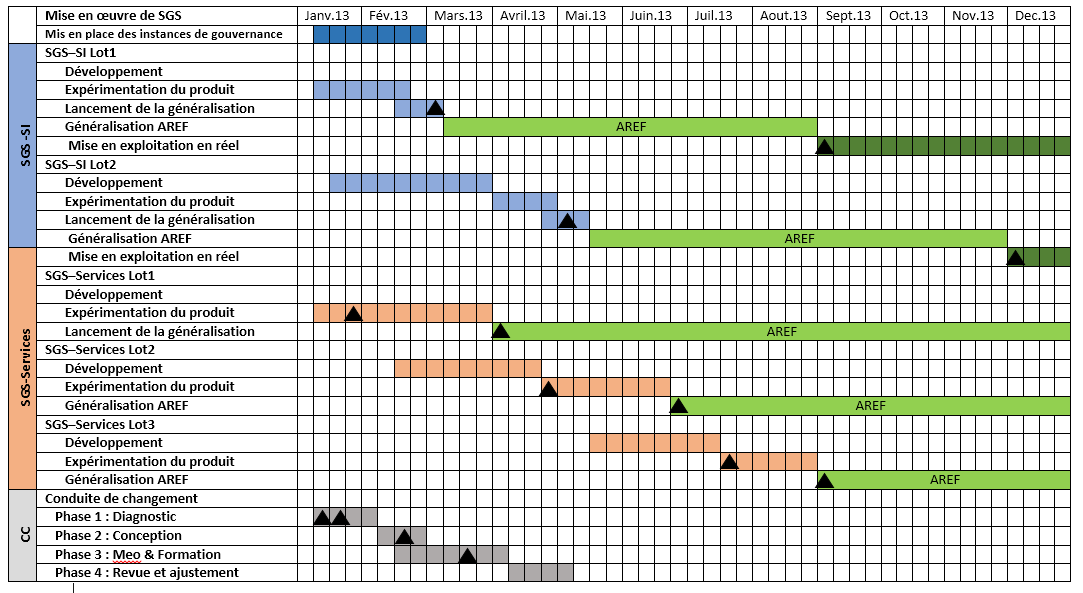 Mise en œuvre de SGS Janv.13 Fév.13 Mars.13 Avril.13 Mai.13 Juin.13 Juil.13 Aout.13 Sept.13 Oct.13 Nov.13 Dec.13
Mis en place des instances de gouvernance
SGS -SI
SGS–SI Lot1
Développement
Expérimentation du produit
Lancement de la généralisation
Généralisation AREF AREF
Mise en exploitation en réel
SGS–SI Lot2
Développement
Expérimentation du produit
Lancement de la généralisation
Généralisation AREF AREF
Mise en exploitation en réel
SGS-Services
SGS–Services Lot1
Développement
Expérimentation du produit
Lancement de la généralisation AREF
SGS–Services Lot2
Développement
Expérimentation du produit
Généralisation AREF AREF
SGS–Services Lot3
Développement
Expérimentation du produit
Généralisation AREF AREF
CC
Conduite de changement
Phase 1 : Diagnostic
Phase 2 : Conception
Phase 3 : Meo & Formation
Phase 4 : Revue et ajustement